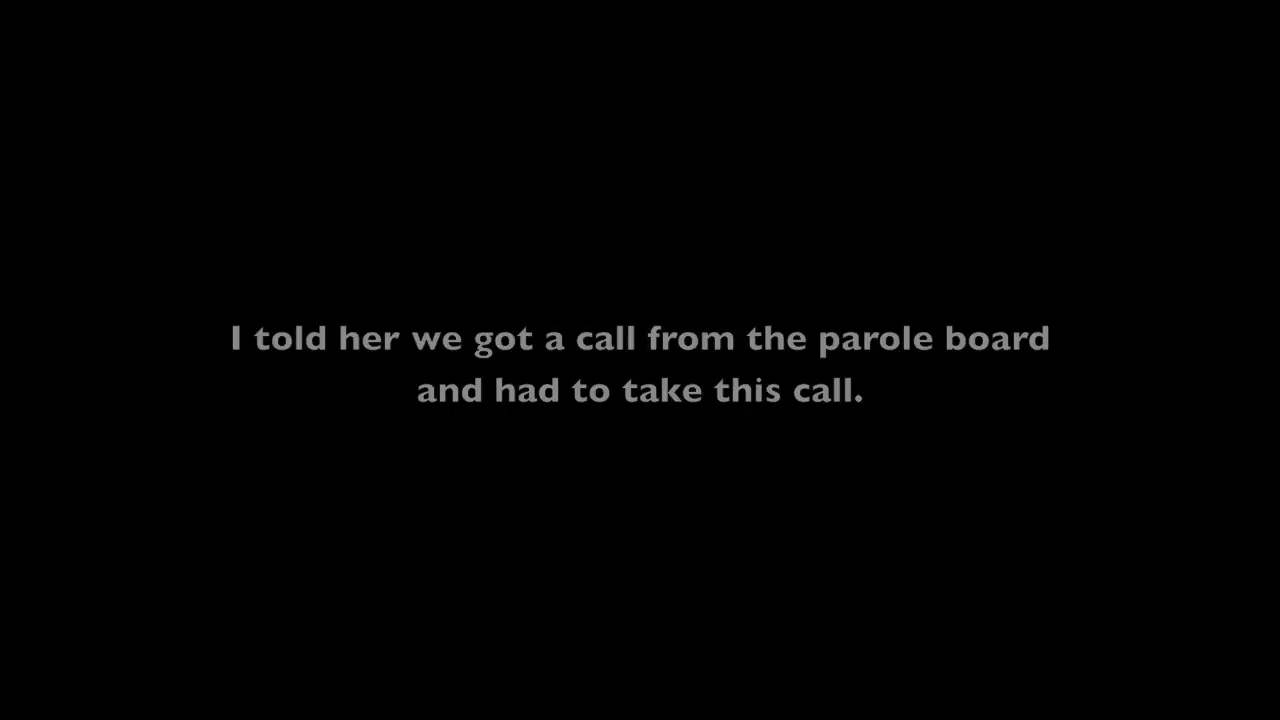 I told her we got a call from the parole board
and had to take this call.